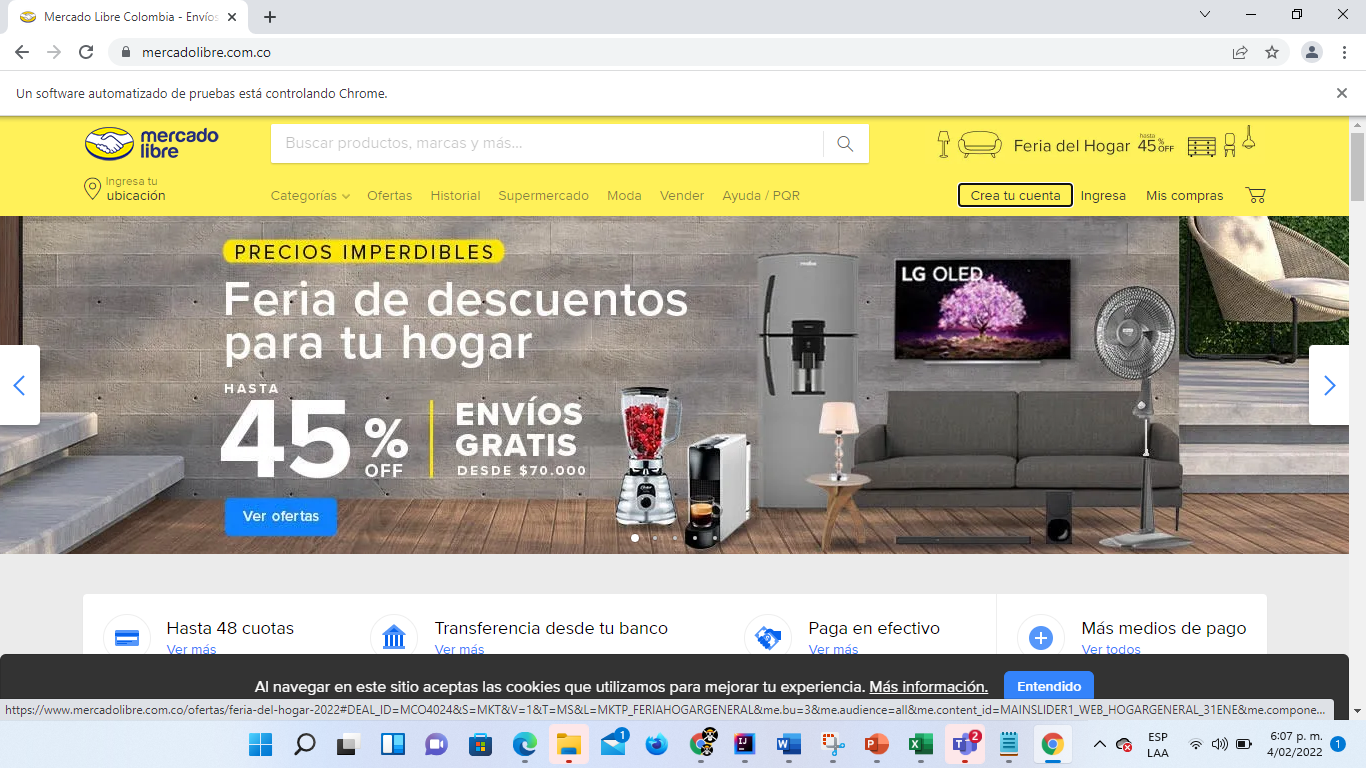 Mercado Libre Colombia - Envíos
mercadolibre.com.co
Un software automatizado de pruebas está controlando Chrome.
mercado
libre
Buscar productos, marcas y más...
Feria del Hogar hasta 45% OFF
Ingresa tu
ubicación
Categorías Ofertas Historial Supermercado Moda Vender Ayuda / PQR Crea tu cuenta Ingresa Mis compras
PRECIOS IMPERDIBLES
Feria de descuentos
para tu hogar
HASTA
45% OFF
ENVÍOS
GRATIS
DESDE $70.000
Ver ofertas
LG OLED
Hasta 48 cuotas
Ver más
Transferencia desde tu banco
Ver más
Paga en efectivo
Ver más
Más medios de pago
Ver todos
Al navegar en este sitio aceptas las cookies que utilizamos para mejorar tu experiencia. Más información. Entendido
https://www.mercadolibre.com.co/ofertas/feria-del-hogar-2022#DEAL_ID=MCO4024&S=MKT&V=1&T=MS&L=MKTP_FERIAHOGARGENERAL&me.bu=3&me.audience=all&me.content_id=MAINSLIDER1_WEB_HOGARGENERAL_31ENE&me.compone...
1
2
ESP
LAA
6:07 p. m.
4/02/2022
1